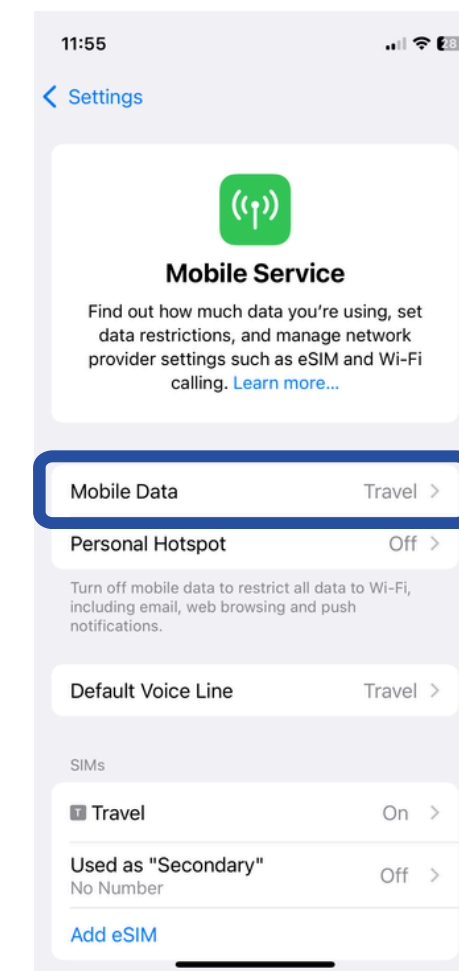 11:55
28
Settings
Mobile Service
Find out how much data you're using, set
data restrictions, and manage network
provider settings such as eSIM and Wi-Fi
calling. Learn more...
Mobile Data Travel
Personal Hotspot Off
Turn off mobile data to restrict all data to Wi-Fi,
including email, web browsing and push
notifications.
Default Voice Line Travel
SIMs
T Travel On
Used as "Secondary" Off
No Number
Add eSIM